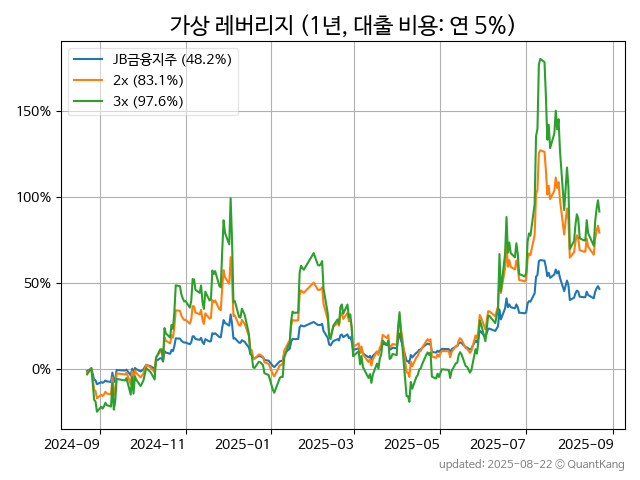 가상 레버리지 (1년, 대출 비용: 연 5%)
JB금융지주 (48.2%)
2x (83.1%)
3x (97.6%)
150%
100%
50%
0%
2024-09 2024-11 2025-01 2025-03 2025-05 2025-07 2025-09
updated: 2025-08-22 © QuantKang